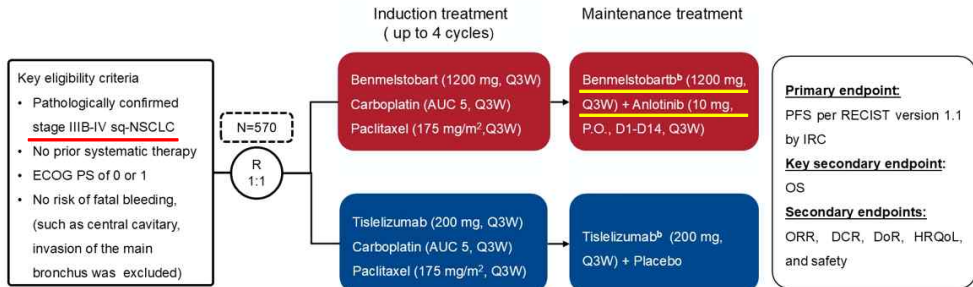 Induction treatment
( up to 4 cycles)
Maintenance treatment
Key eligibility criteria
• Pathologically confirmed
stage IIIB-IV sq-NSCLC
• No prior systematic therapy
• ECOG PS of 0 or 1
• No risk of fatal bleeding,
(such as central cavitary,
invasion of the main
bronchus was excluded)
N=570
R
1:1
Benmelstobart (1200 mg, Q3W)
Carboplatin (AUC 5, Q3W)
Paclitaxel (175 mg/m²,Q3W)
Benmelstobartbᵇ (1200 mg,
Q3W) + Anlotinib (10 mg,
P.O., D1-D14, Q3W)
Tislelizumab (200 mg, Q3W)
Carboplatin (AUC 5, Q3W)
Paclitaxel (175 mg/m², Q3W)
Tislelizumabᵇ (200 mg,
Q3W) + Placebo
Primary endpoint:
PFS per RECIST version 1.1
by IRC
Key secondary endpoint:
OS
Secondary endpoints:
ORR, DCR, DoR, HRQoL,
and safety